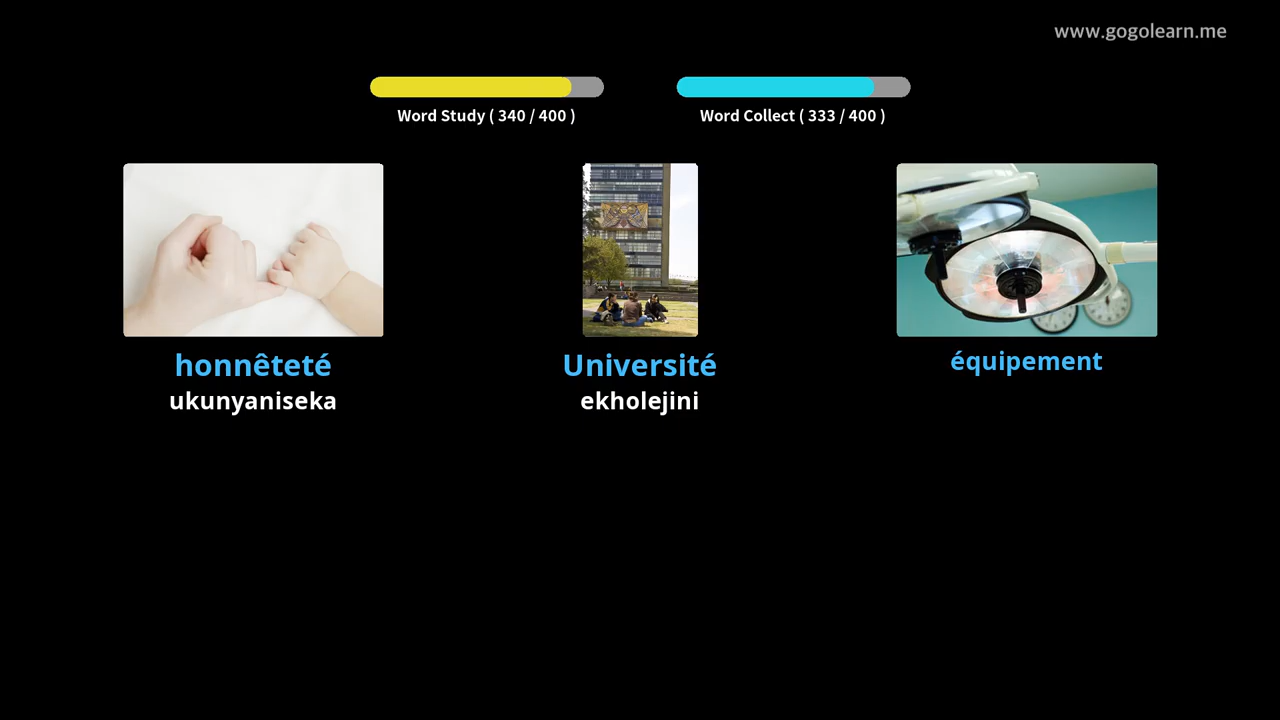 www.gogolearn.me
Word Study ( 340 / 400 )
Word Collect ( 333 / 400 )
honnêteté
Université
équipement
ukunyaniseka
ekholejini